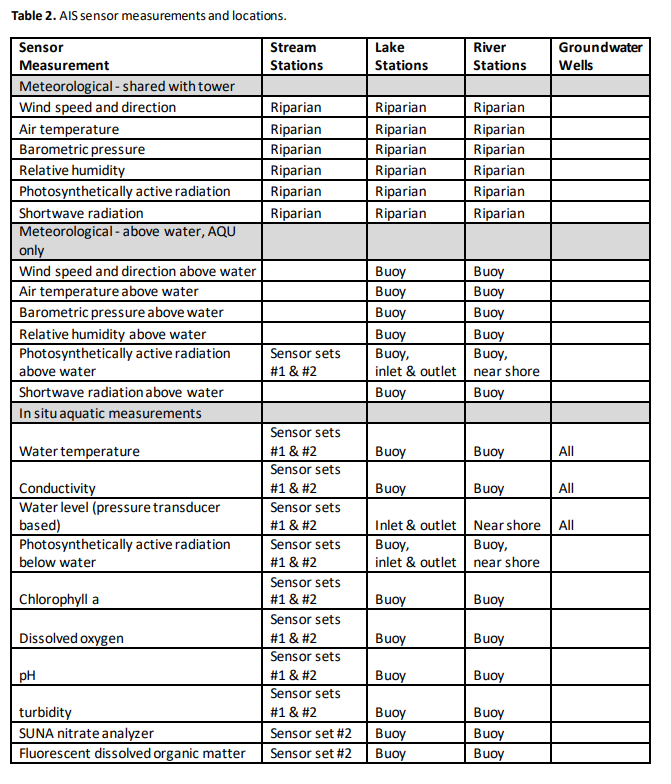 Table 2. AIS sensor measurements and locations.
Sensor Measurement | Stream Stations | Lake Stations | River Stations | Groundwater Wells
Meteorological - shared with tower
Wind speed and direction | Riparian | Riparian | Riparian
Air temperature | Riparian | Riparian | Riparian
Barometric pressure | Riparian | Riparian | Riparian
Relative humidity | Riparian | Riparian | Riparian
Photosynthetically active radiation | Riparian | Riparian | Riparian
Shortwave radiation | Riparian | Riparian | Riparian
Meteorological - above water, AQU only
Wind speed and direction above water | | Buoy | Buoy
Air temperature above water | | Buoy | Buoy
Barometric pressure above water | | Buoy | Buoy
Relative humidity above water | | Buoy | Buoy
Photosynthetically active radiation above water | Sensor sets #1 & #2 | Buoy, inlet & outlet | Buoy, near shore
Shortwave radiation above water | | Buoy | Buoy
In situ aquatic measurements
Water temperature | Sensor sets #1 & #2 | Buoy | Buoy | All
Conductivity | Sensor sets #1 & #2 | Buoy | Buoy | All
Water level (pressure transducer based) | Sensor sets #1 & #2 | Inlet & outlet | Near shore | All
Photosynthetically active radiation below water | Sensor sets #1 & #2 | Buoy, inlet & outlet | Buoy, near shore
Chlorophyll a | Sensor sets #1 & #2 | Buoy | Buoy
Dissolved oxygen | Sensor sets #1 & #2 | Buoy | Buoy
pH | Sensor sets #1 & #2 | Buoy | Buoy
turbidity | Sensor sets #1 & #2 | Buoy | Buoy
SUNA nitrate analyzer | Sensor set #2 | Buoy | Buoy
Fluorescent dissolved organic matter | Sensor set #2 | Buoy | Buoy